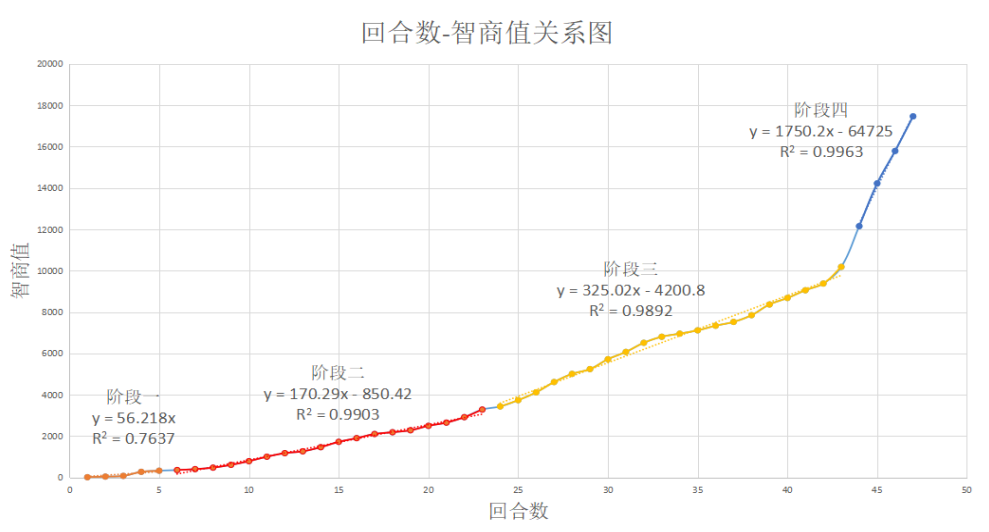 回合数-智商值关系图
20000
18000
16000
14000
12000
10000
8000
6000
4000
2000
0
智商值
阶段一
y = 56.218x
R² = 0.7637
阶段二
y = 170.29x - 850.42
R² = 0.9903
阶段三
y = 325.02x - 4200.8
R² = 0.9892
阶段四
y = 1750.2x - 64725
R² = 0.9963
0 5 10 15 20 25 30 35 40 45 50
回合数